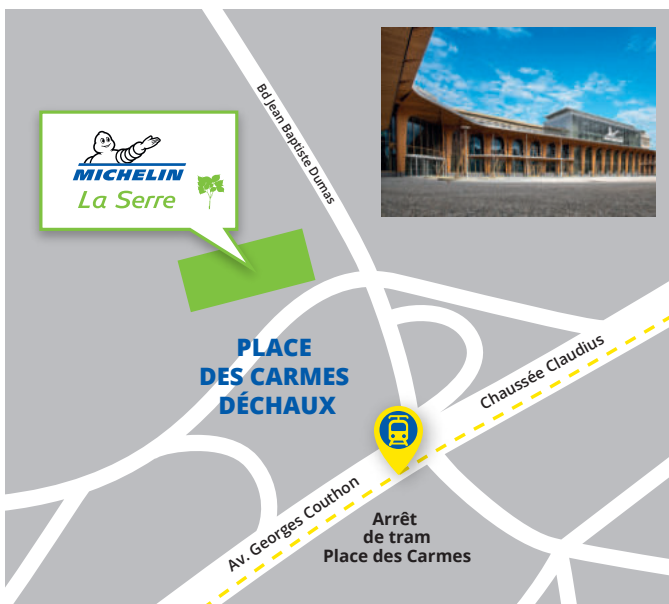 Bd Jean Baptiste Dumas
MICHELIN
La Serre
PLACE
DES CARMES
DÉCHAUX
Chaussée Claudius
Av. Georges Couthon
Arrêt
de tram
Place des Carmes